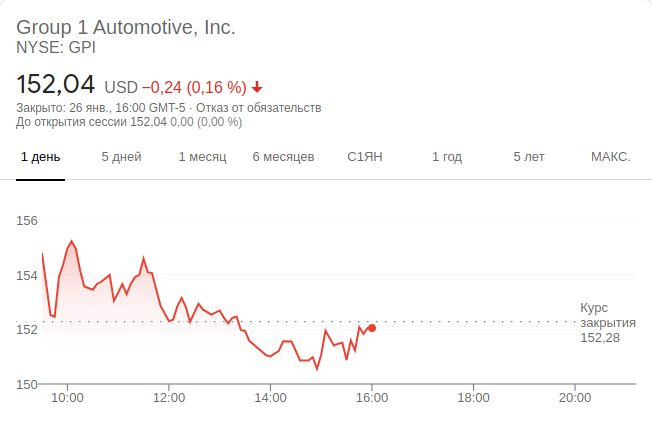 Group 1 Automotive, Inc.
NYSE: GPI
152,04 USD −0,24 (0,16 %)
Закрыто: 26 янв., 16:00 GMT-5 · Отказ от обязательств
До открытия сессии 152,04 0,00 (0,00 %)
1 день 5 дней 1 месяц 6 месяцев С1ЯН 1 год 5 лет МАКС.
156
154
152
150
Курс
закрытия
152,28
10:00 12:00 14:00 16:00 18:00 20:00